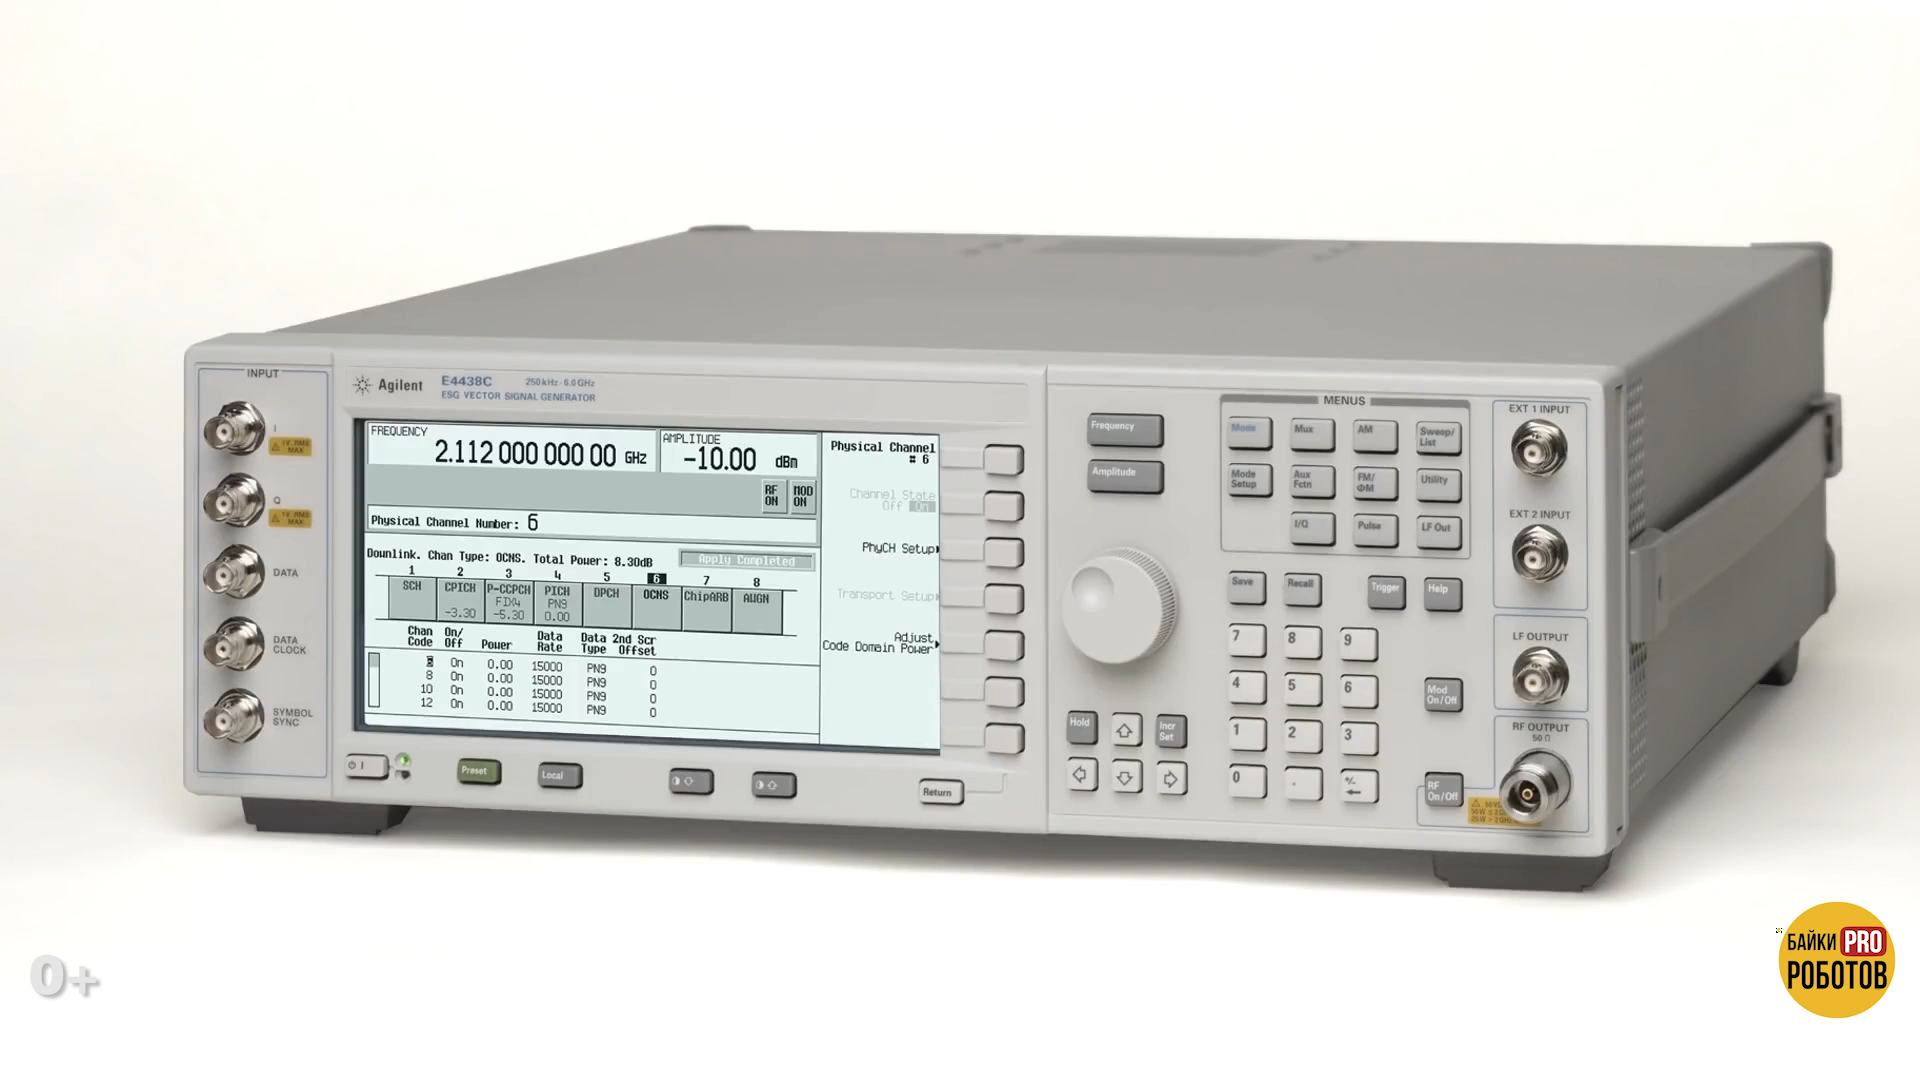 INPUT
I
1V RMS
MAX
Q
1V RMS
MAX
DATA
DATA
CLOCK
SYMBOL
SYNC
Agilent
E4438C
250 kHz - 6.0 GHz
ESG VECTOR SIGNAL GENERATOR
FREQUENCY
2.112 000 000 00 GHz
AMPLITUDE
-10.00 dBm
RF
ON
MOD
ON
Physical Channel Number: 6
Downlink. Chan Type: OCNS. Total Power: 8.30dB
Apply Completed
1 2 3 4 5 6 7 8
SCH CPICH P-CCPCH PICH DPCH OCNS ChipARB AWGN
FIX4 PN9
-3.30 -5.30 0.00
Chan Code On/Off Power Data Rate Data Type 2nd Scr Offset
On 0.00 15000 PN9 0
8 On 0.00 15000 PN9 0
10 On 0.00 15000 PN9 0
12 On 0.00 15000 PN9 0
Physical Channel
# 6
Channel State
Off On
PhyCH Setup
Transport Setup
Adjust
Code Domain Power
Preset
Local
Return
Frequency
Amplitude
Hold
Incr
Set
MENUS
Mode
Mux
AM
Sweep/
List
Mode
Setup
Aux
Fctn
FM/
ΦM
Utility
I/Q
Pulse
LF Out
Save
Recall
Trigger
Help
7 8 9
4 5 6
1 2 3
0 . +/-
Mod
On/Off
RF
On/Off
EXT 1 INPUT
EXT 2 INPUT
LF OUTPUT
RF OUTPUT
50 Ω
0+
БАЙКИ PRO
РОБОТОВ